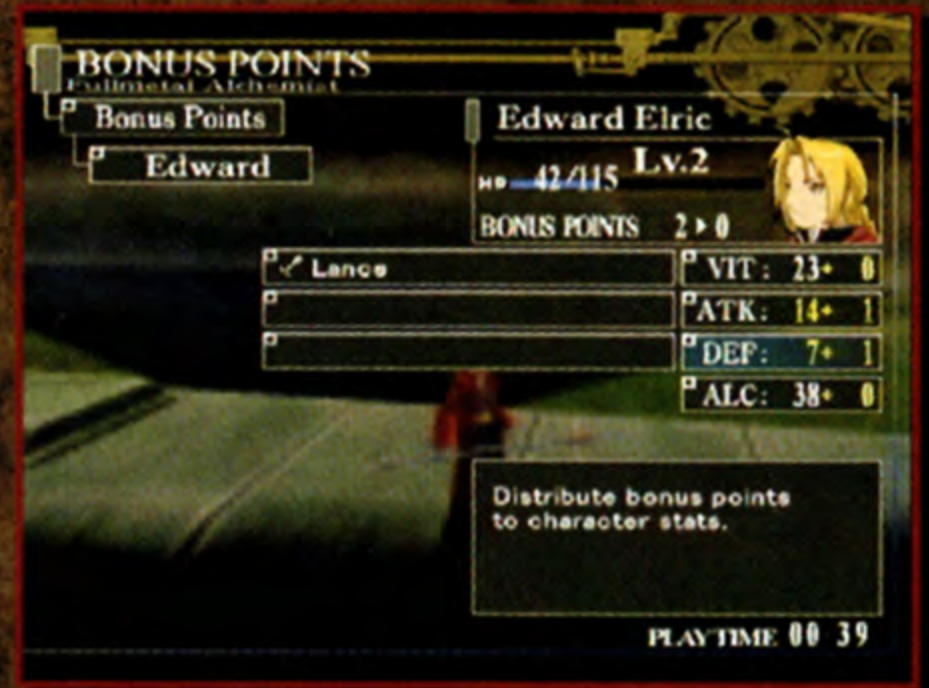 BONUS POINTS
Fullmetal Alchemist
Bonus Points
Edward
Edward Elric
Lv.2
HP 42/115
BONUS POINTS 2▸0
Lance
VIT: 23+ 0
ATK: 14+ 1
DEF: 7+ 1
ALC: 38+ 0
Distribute bonus points
to character stats.
PLAYTIME 00 39